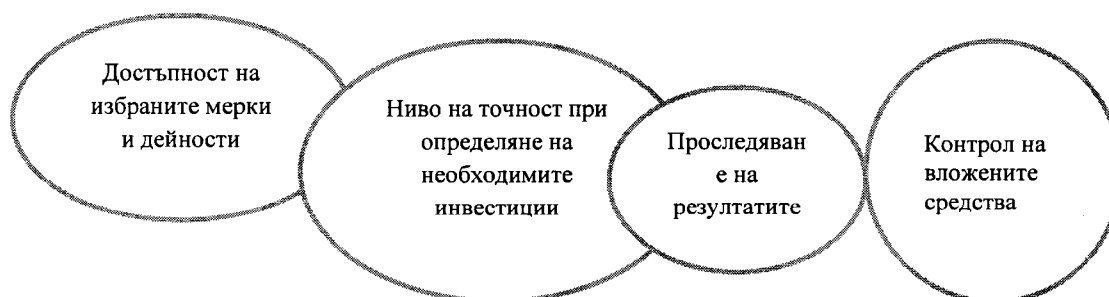 Достъпност на
избраните мерки
и дейности
Ниво на точност при
определяне на
необходимите
инвестиции
Проследяван
е на
резултатите
Контрол на
вложените
средства